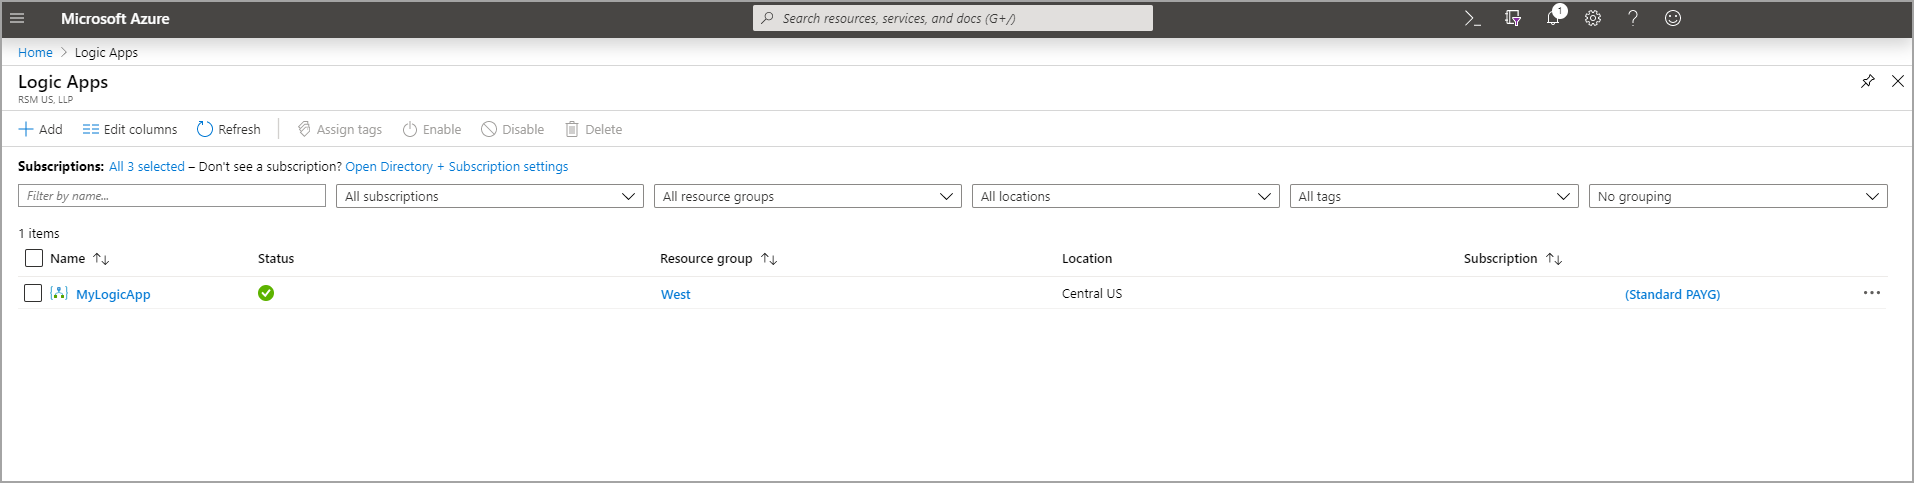 Microsoft Azure
Search resources, services, and docs (G+/)
1
Home > Logic Apps
Logic Apps
RSM US, LLP
Add Edit columns Refresh Assign tags Enable Disable Delete
Subscriptions: All 3 selected – Don't see a subscription? Open Directory + Subscription settings
Filter by name... All subscriptions All resource groups All locations All tags No grouping
1 items
Name Status Resource group Location Subscription
MyLogicApp West Central US (Standard PAYG)